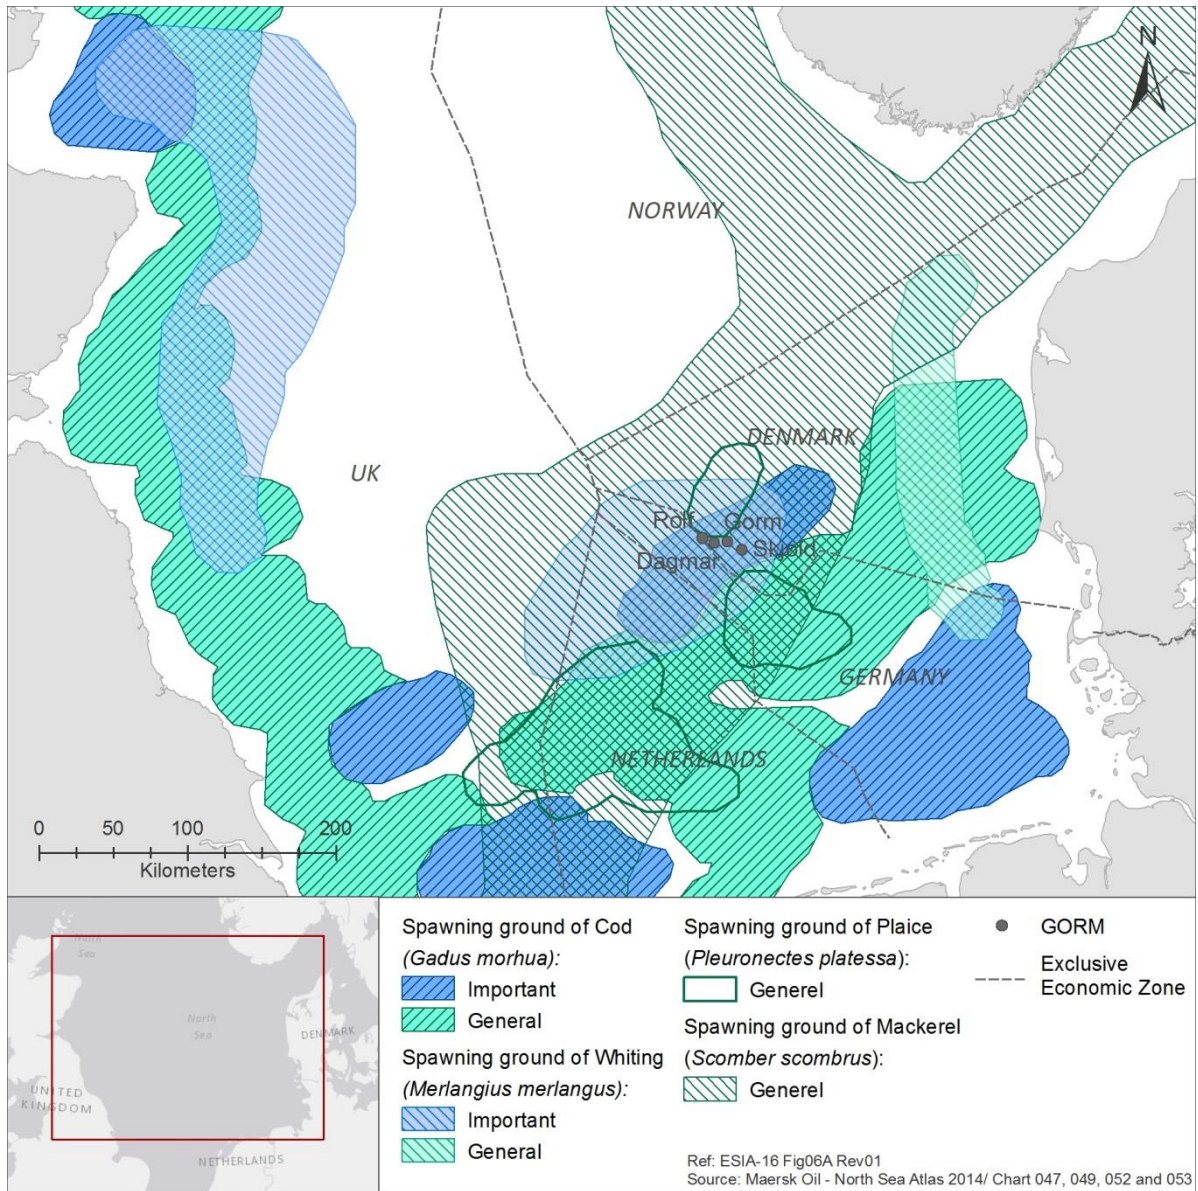 N
NORWAY
DENMARK
UK
Rolf Gorm
Dagmar Skjold
GERMANY
NETHERLANDS
0 50 100 200
Kilometers
North
Sea
North
Sea
DENMARK
UNITED
KINGDOM
NETHERLANDS
Spawning ground of Cod
(Gadus morhua):
Important
General
Spawning ground of Whiting
(Merlangius merlangus):
Important
General
Spawning ground of Plaice
(Pleuronectes platessa):
Generel
Spawning ground of Mackerel
(Scomber scombrus):
Generel
GORM
Exclusive
Economic Zone
Ref: ESIA-16 Fig06A Rev01
Source: Maersk Oil - North Sea Atlas 2014/ Chart 047, 049, 052 and 053